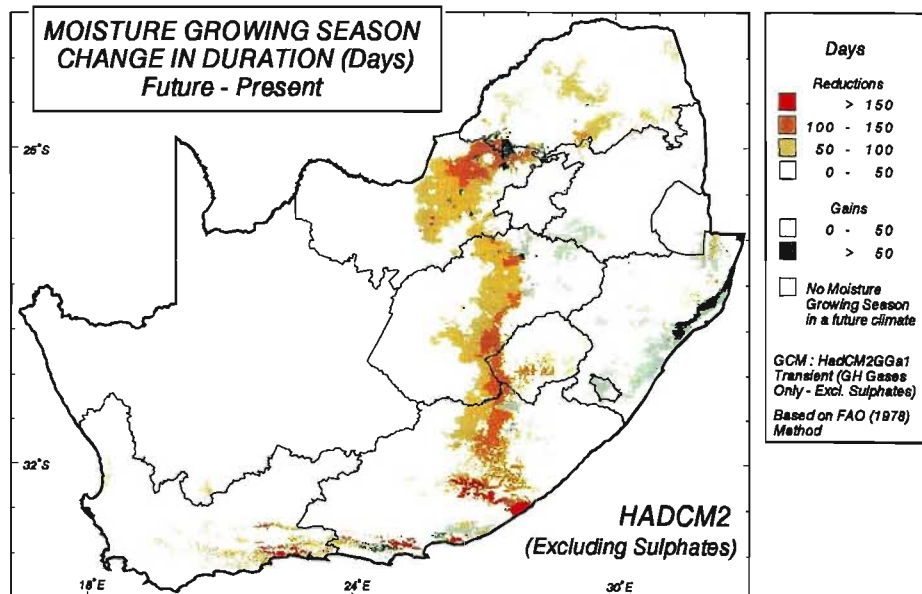 MOISTURE GROWING SEASON
CHANGE IN DURATION (Days)
Future - Present
25°S
32°S
18°E
24°E
30°E
HADCM2
(Excluding Sulphates)
Days
Reductions
> 150
100 - 150
50 - 100
0 - 50
Gains
0 - 50
> 50
No Moisture
Growing Season
in a future climate
GCM : HadCM2GGa1
Transient (GH Gases
Only - Excl. Sulphates)
Based on FAO (1978)
Method